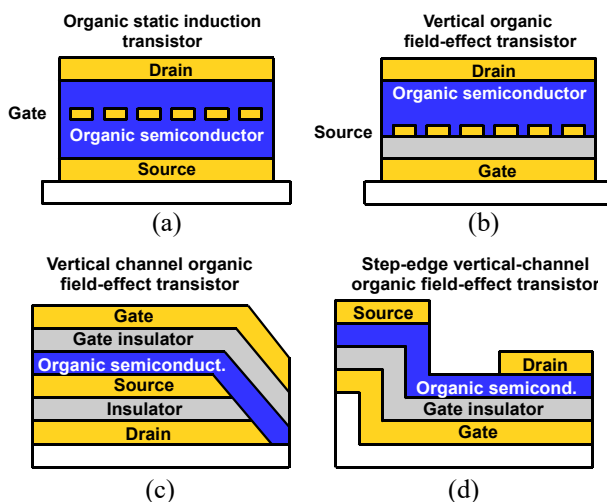 Organic static induction
transistor
Drain
Gate
Organic semiconductor
Source
(a)
Vertical organic
field-effect transistor
Drain
Organic semiconductor
Source
Gate
(b)
Vertical channel organic
field-effect transistor
Gate
Gate insulator
Organic semiconduct.
Source
Insulator
Drain
(c)
Step-edge vertical-channel
organic field-effect transistor
Source
Drain
Organic semicond.
Gate insulator
Gate
(d)